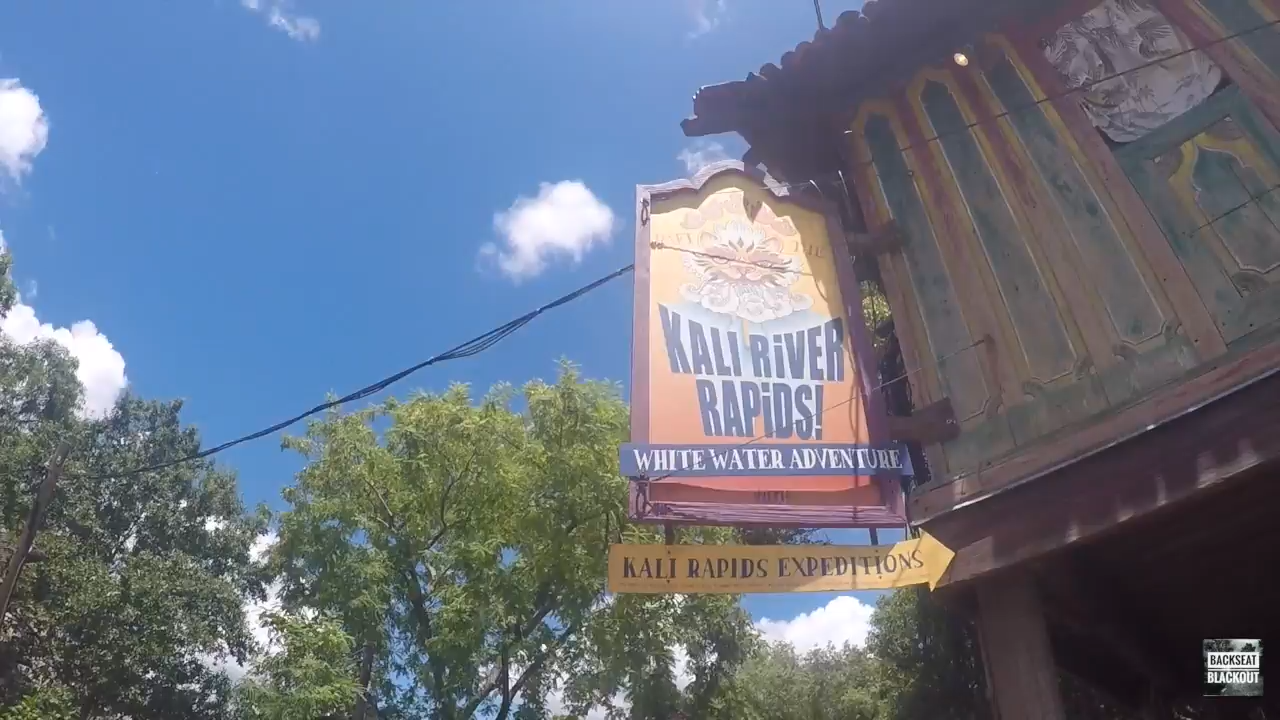 KALI RiVER
RAPiDS!
WHITE WATER ADVENTURE
KALI RAPIDS EXPEDITIONS
BACKSEAT
BLACKOUT